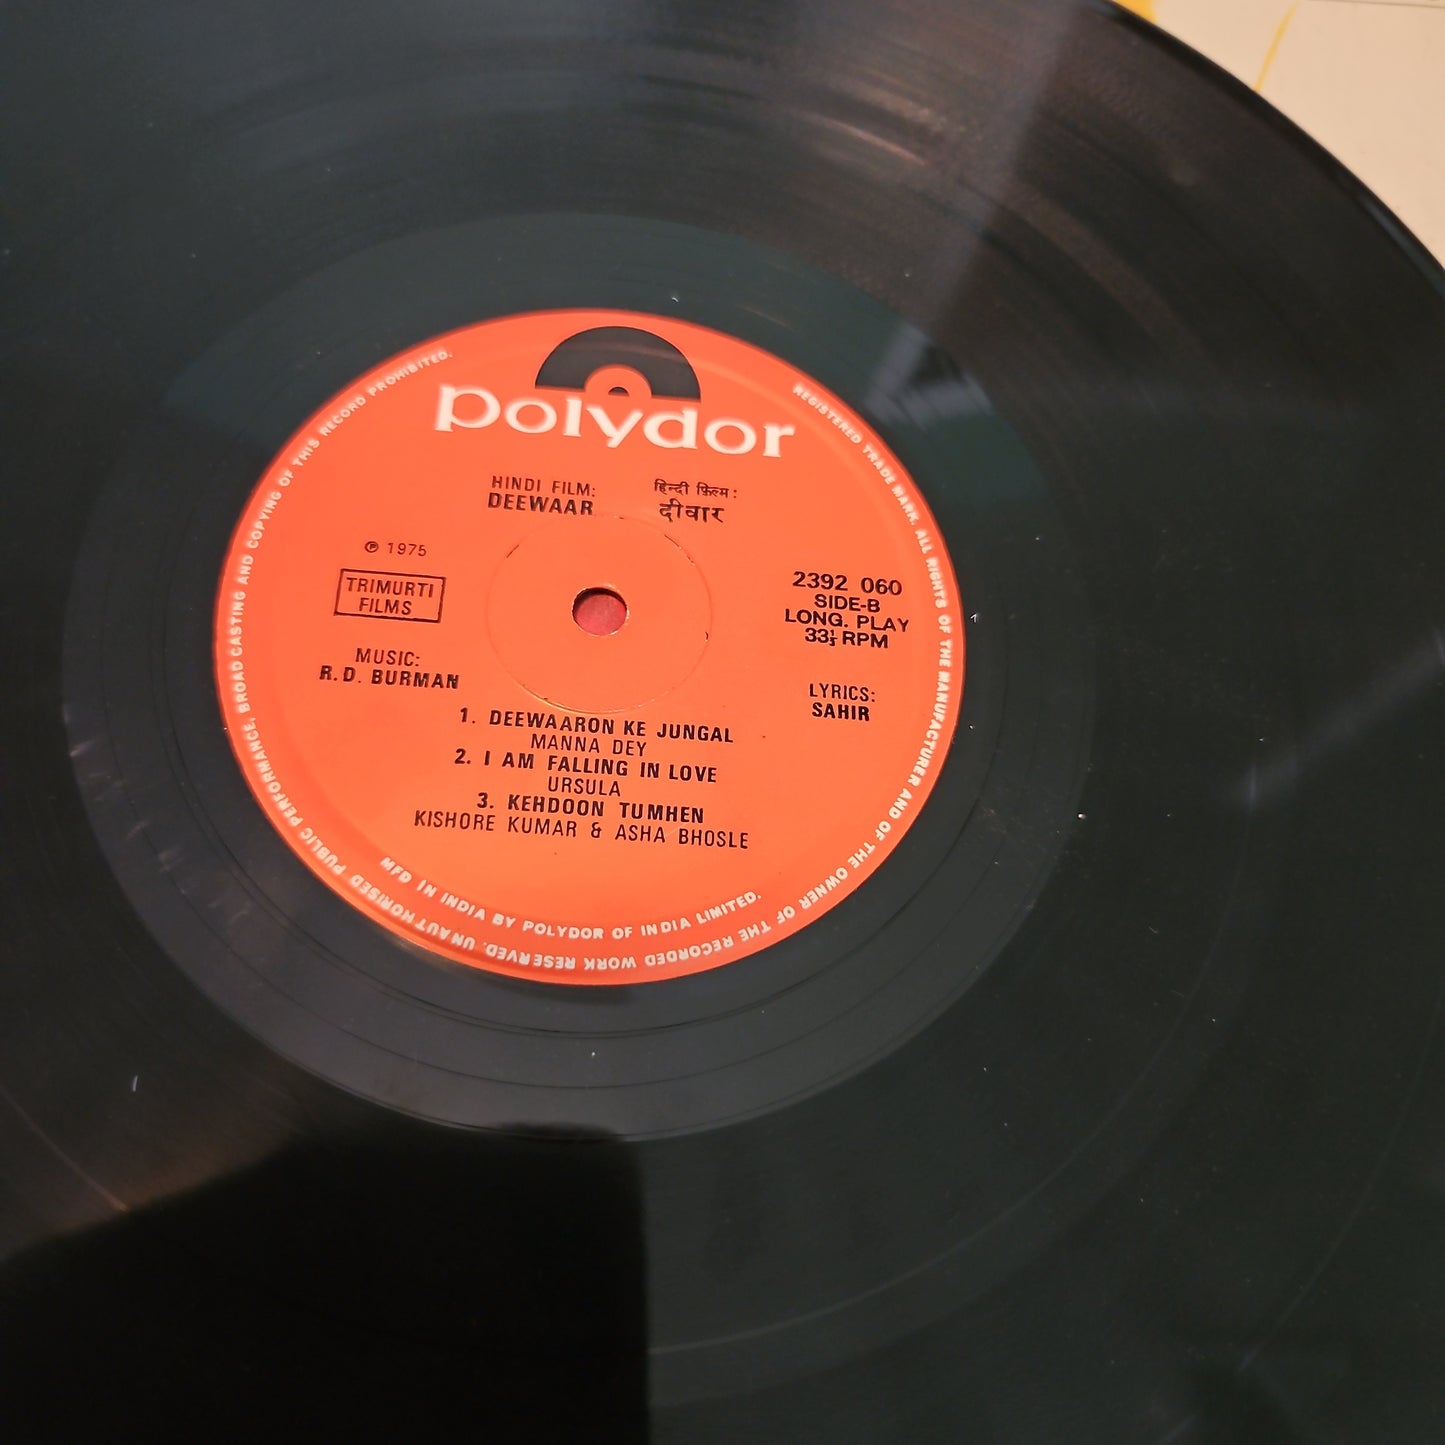 polydor
HINDI FILM:
DEEWAAR
हिन्दी फ़िल्म:
दीवार
℗ 1975
TRIMURTI
FILMS
2392 060
SIDE-B
LONG. PLAY
33⅓ RPM
MUSIC:
R.D. BURMAN
LYRICS:
SAHIR
1. DEEWAARON KE JUNGAL
MANNA DEY
2. I AM FALLING IN LOVE
URSULA
3. KEHDOON TUMHEN
KISHORE KUMAR & ASHA BHOSLE
MFD IN INDIA BY POLYDOR OF INDIA LIMITED.
REGISTERED TRADE MARK. ALL RIGHTS OF THE MANUFACTURER AND OF THE OWNER OF THE RECORDED WORK RESERVED. UNAUTHORISED PUBLIC PERFORMANCE, BROADCASTING AND COPYING OF THIS RECORD PROHIBITED.